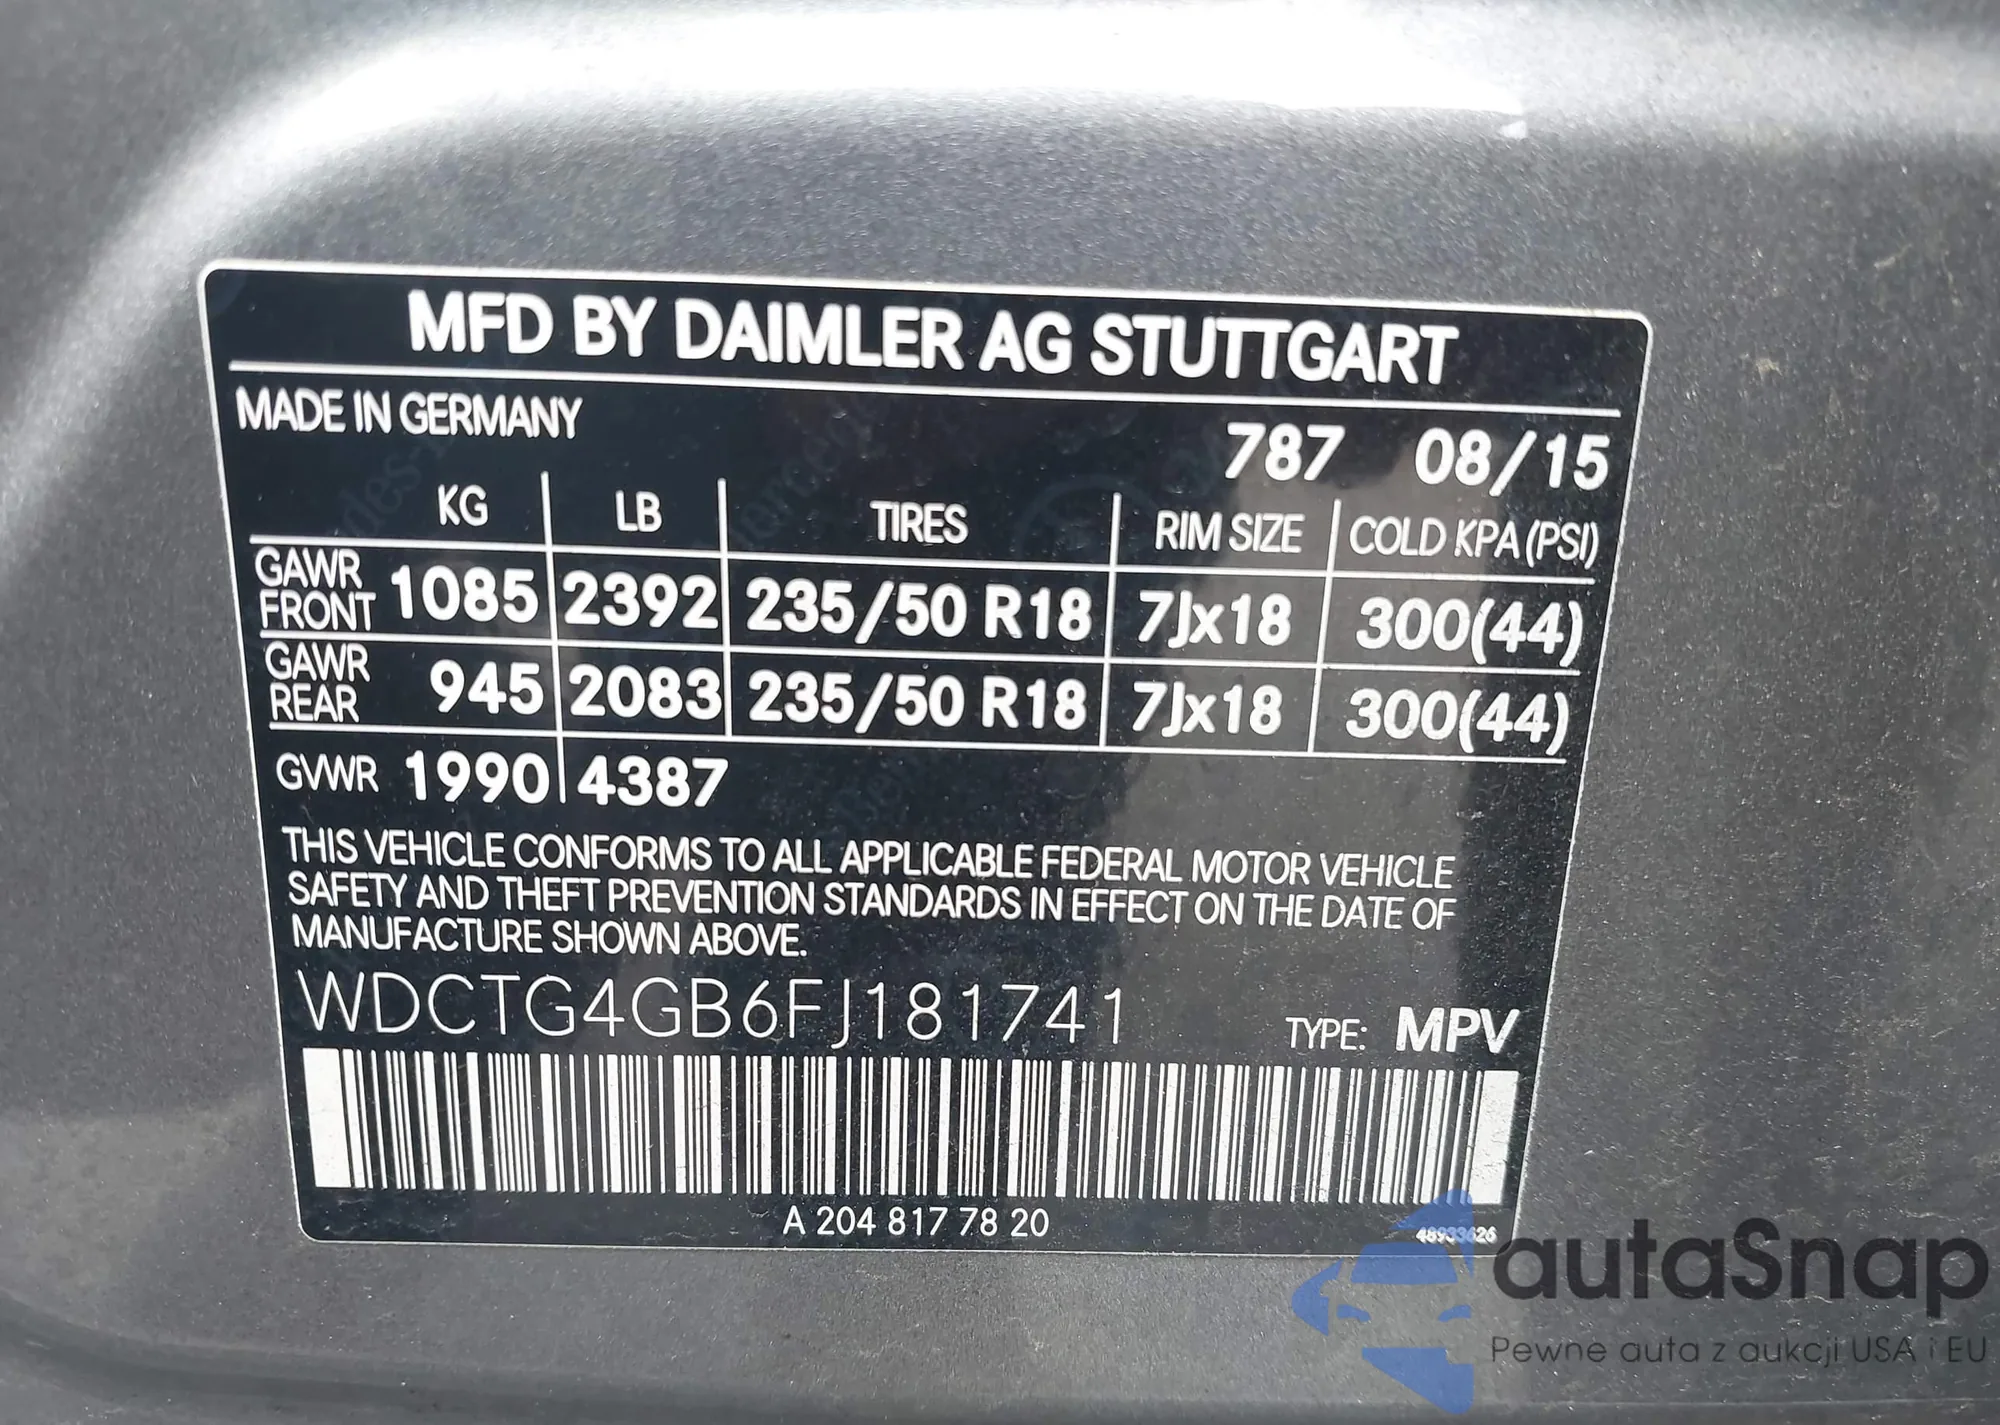 MFD BY DAIMLER AG STUTTGART
MADE IN GERMANY
787 08/15
KG LB TIRES RIM SIZE COLD KPA (PSI)
GAWR FRONT 1085 2392 235/50 R18 7Jx18 300(44)
GAWR REAR 945 2083 235/50 R18 7Jx18 300(44)
GVWR 1990 4387
THIS VEHICLE CONFORMS TO ALL APPLICABLE FEDERAL MOTOR VEHICLE
SAFETY AND THEFT PREVENTION STANDARDS IN EFFECT ON THE DATE OF
MANUFACTURE SHOWN ABOVE.
WDCTG4GB6FJ181741 TYPE: MPV
A 204 817 78 20
autaSnap
Pewne auta z aukcji USA i EU